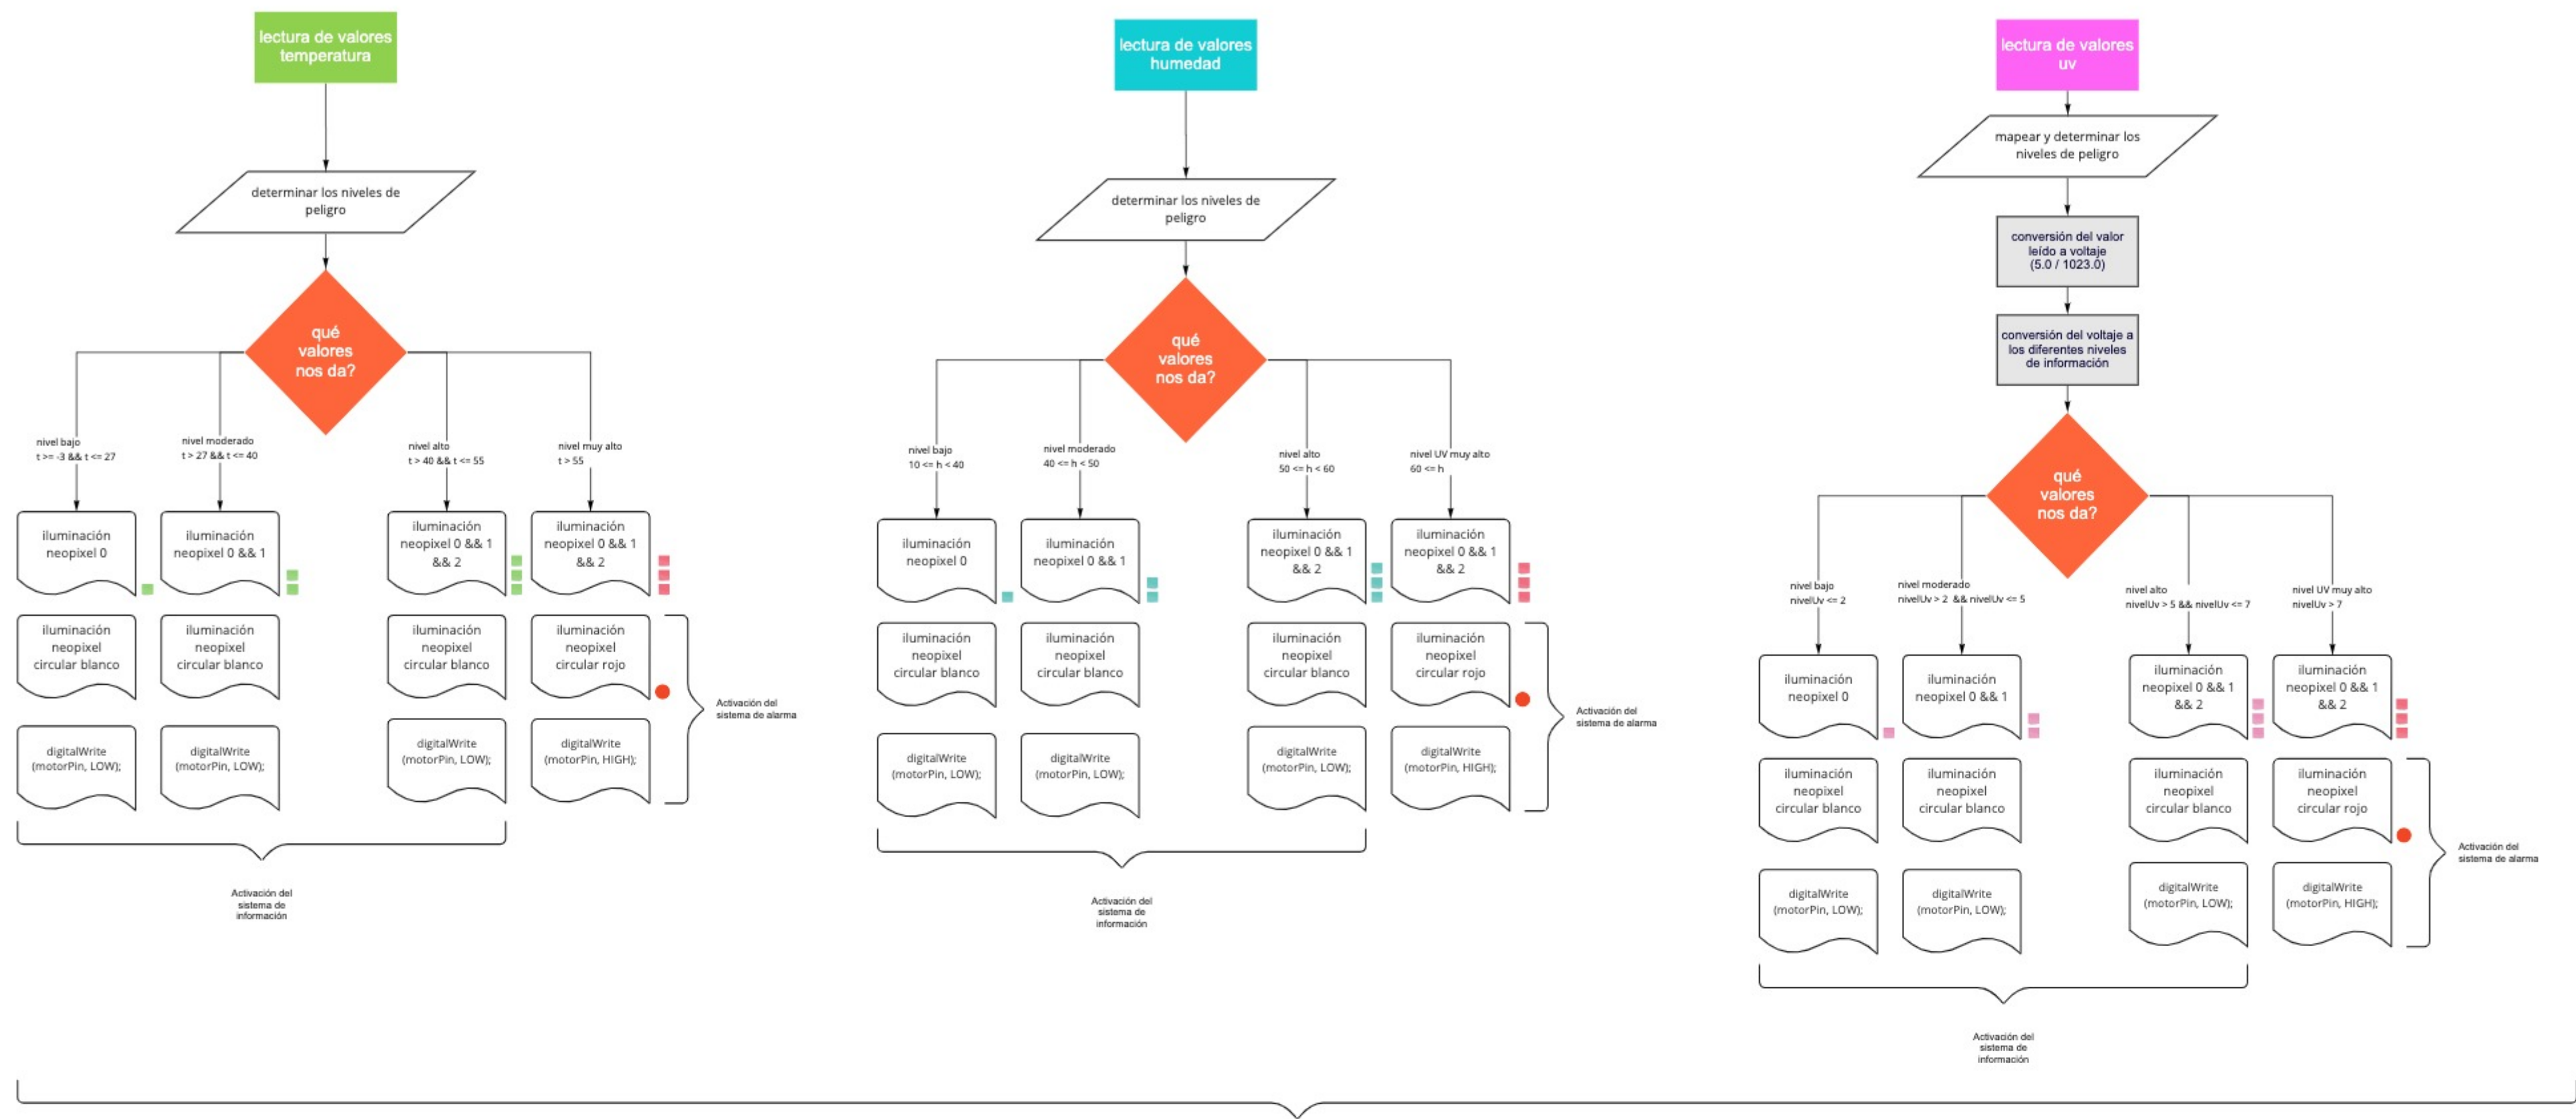 lectura de valores
temperatura
determinar los niveles de
peligro
qué
valores
nos da?
nivel bajo
t >= -3 && t <= 27
nivel moderado
t > 27 && t <= 40
nivel alto
t > 40 && t <= 55
nivel muy alto
t > 55
iluminación
neopixel 0
iluminación
neopixel 0 && 1
iluminación
neopixel 0 && 1
&& 2
iluminación
neopixel 0 && 1
&& 2
iluminación
neopixel
circular blanco
iluminación
neopixel
circular blanco
iluminación
neopixel
circular blanco
iluminación
neopixel
circular rojo
digitalWrite
(motorPin, LOW);
digitalWrite
(motorPin, LOW);
digitalWrite
(motorPin, LOW);
digitalWrite
(motorPin, HIGH);
Activación del
sistema de alarma
Activación del
sistema de
información
lectura de valores
humedad
determinar los niveles de
peligro
qué
valores
nos da?
nivel bajo
10 <= h < 40
nivel moderado
40 <= h < 50
nivel alto
50 <= h < 60
nivel UV muy alto
60 <= h
iluminación
neopixel 0
iluminación
neopixel 0 && 1
iluminación
neopixel 0 && 1
&& 2
iluminación
neopixel 0 && 1
&& 2
iluminación
neopixel
circular blanco
iluminación
neopixel
circular blanco
iluminación
neopixel
circular blanco
iluminación
neopixel
circular rojo
digitalWrite
(motorPin, LOW);
digitalWrite
(motorPin, LOW);
digitalWrite
(motorPin, LOW);
digitalWrite
(motorPin, HIGH);
Activación del
sistema de alarma
Activación del
sistema de
información
lectura de valores
uv
mapear y determinar los
niveles de peligro
conversión del valor
leído a voltaje
(5.0 / 1023.0)
conversión del voltaje a
los diferentes niveles
de información
qué
valores
nos da?
nivel bajo
nivelUv <= 2
nivel moderado
nivelUv > 2 && nivelUv <= 5
nivel alto
nivelUv > 5 && nivelUv <= 7
nivel UV muy alto
nivelUv > 7
iluminación
neopixel 0
iluminación
neopixel 0 && 1
iluminación
neopixel 0 && 1
&& 2
iluminación
neopixel 0 && 1
&& 2
iluminación
neopixel
circular blanco
iluminación
neopixel
circular blanco
iluminación
neopixel
circular blanco
iluminación
neopixel
circular rojo
digitalWrite
(motorPin, LOW);
digitalWrite
(motorPin, LOW);
digitalWrite
(motorPin, LOW);
digitalWrite
(motorPin, HIGH);
Activación del
sistema de alarma
Activación del
sistema de
información